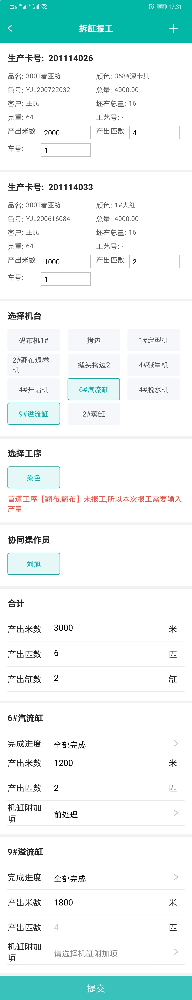 HD 3G 4G+ 82 17:31
拆缸报工
生产卡号: 201114026
品名: 300T春亚纺 颜色: 368#深卡其
色号: YJL200722032 总量: 4000.00
客户: 王氏 坯布总量: 16
克重: 64 工艺号: -
产出米数: 2000 产出匹数: 4
车号: 1
生产卡号: 201114033
品名: 300T春亚纺 颜色: 1#大红
色号: YJL200616084 总量: 4000.00
客户: 王氏 坯布总量: 16
克重: 64 工艺号: -
产出米数: 1000 产出匹数: 2
车号: 1
选择机台
码布机1# 拷边 1#定型机
2#翻布退卷
机
缝头拷边2 4#碱量机
4#开幅机 6#汽流缸 4#脱水机
9#溢流缸 2#蒸缸
选择工序
染色
首道工序【翻布,翻布】未报工,所以本次报工需要输入
产量
协同操作员
刘旭
合计
产出米数 3000 米
产出匹数 6 匹
产出缸数 2 缸
6#汽流缸
完成进度 全部完成
产出米数 1200 米
产出匹数 2 匹
机缸附加
项
前处理
9#溢流缸
完成进度 全部完成
产出米数 1800 米
产出匹数 4 匹
机缸附加
项
请选择机缸附加项
提交